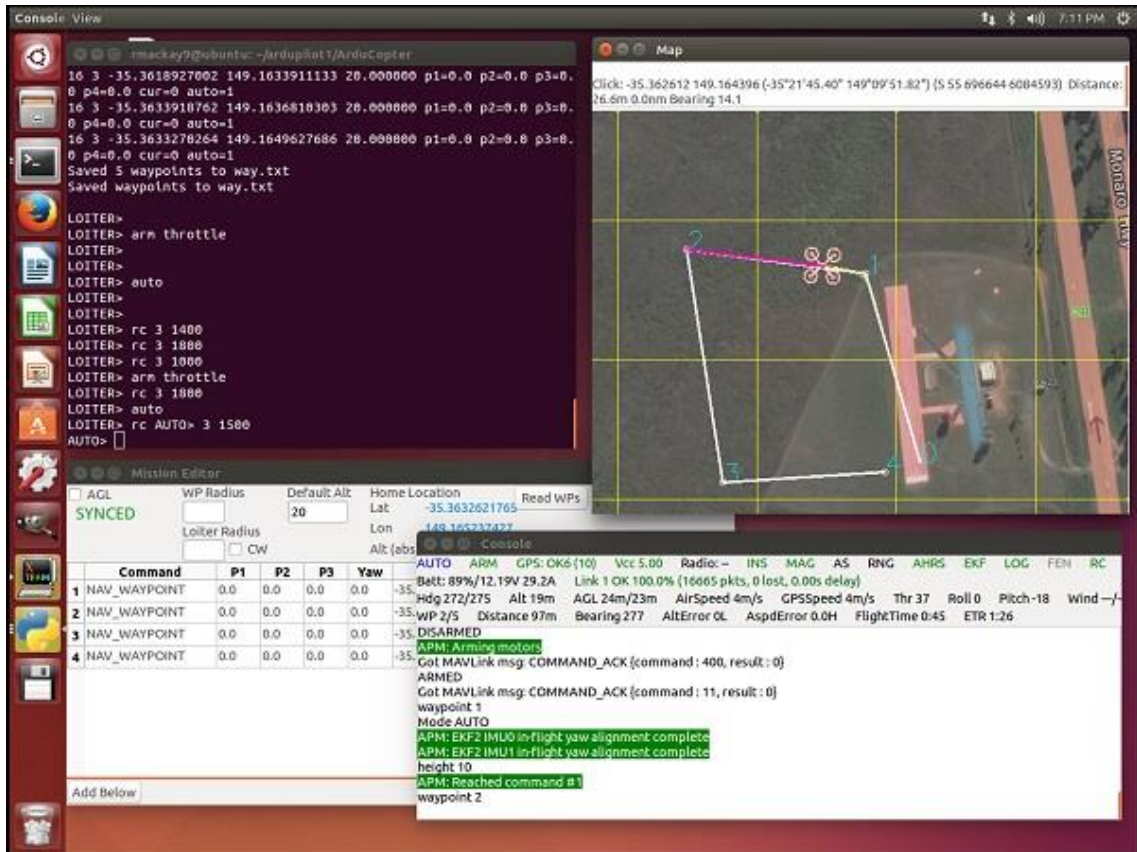 Console View
7:11 PM
rmackay9@ubuntu: ~/ardupilot1/ArduCopter
16 3 -35.3618927002 149.1633911133 20.000000 p1=0.0 p2=0.0 p3=0.
0 p4=0.0 cur=0 auto=1
16 3 -35.3633918762 149.1636810303 20.000000 p1=0.0 p2=0.0 p3=0.
0 p4=0.0 cur=0 auto=1
16 3 -35.3633270264 149.1649627686 20.000000 p1=0.0 p2=0.0 p3=0.
0 p4=0.0 cur=0 auto=1
Saved 5 waypoints to way.txt
Saved waypoints to way.txt
LOITER>
LOITER> arm throttle
LOITER>
LOITER>
LOITER> auto
LOITER>
LOITER>
LOITER> rc 3 1400
LOITER> rc 3 1800
LOITER> rc 3 1000
LOITER> arm throttle
LOITER> rc 3 1800
LOITER> auto
LOITER> rc AUTO> 3 1500
AUTO>
Map
Click: -35.362612 149.164396 (-35°21'45.40" 149°09'51.82") (S 55 696644 6084593) Distance:
26.6m 0.0nm Bearing 14.1
Monaro
2
1
3
4
0
Mission Editor
AGL WP Radius Default Alt Home Location Read WPs
SYNCED 20 Lat -35.3632621765
Loiter Radius Lon 149.165237427
CW Alt (abs
Command P1 P2 P3 Yaw
1 NAV_WAYPOINT 0.0 0.0 0.0 0.0 -35.
2 NAV_WAYPOINT 0.0 0.0 0.0 0.0 -35.
3 NAV_WAYPOINT 0.0 0.0 0.0 0.0 -35.
4 NAV_WAYPOINT 0.0 0.0 0.0 0.0 -35.
Add Below
Console
AUTO ARM GPS: OK6 (10) Vcc 5.00 Radio: -- INS MAG AS RNG AHRS EKF LOG FEN RC
Batt: 89%/12.19V 29.2A Link 1 OK 100.0% (16665 pkts, 0 lost, 0.00s delay)
Hdg 272/275 Alt 19m AGL 24m/23m AirSpeed 4m/s GPSSpeed 4m/s Thr 37 Roll 0 Pitch -18 Wind ---/--
WP 2/5 Distance 97m Bearing 277 AltError 0L AspdError 0.0H FlightTime 0:45 ETR 1:26
DISARMED
APM: Arming motors
Got MAVLink msg: COMMAND_ACK {command : 400, result : 0}
ARMED
Got MAVLink msg: COMMAND_ACK {command : 11, result : 0}
waypoint 1
Mode AUTO
APM: EKF2 IMU0 in-flight yaw alignment complete
APM: EKF2 IMU1 in-flight yaw alignment complete
height 10
APM: Reached command #1
waypoint 2